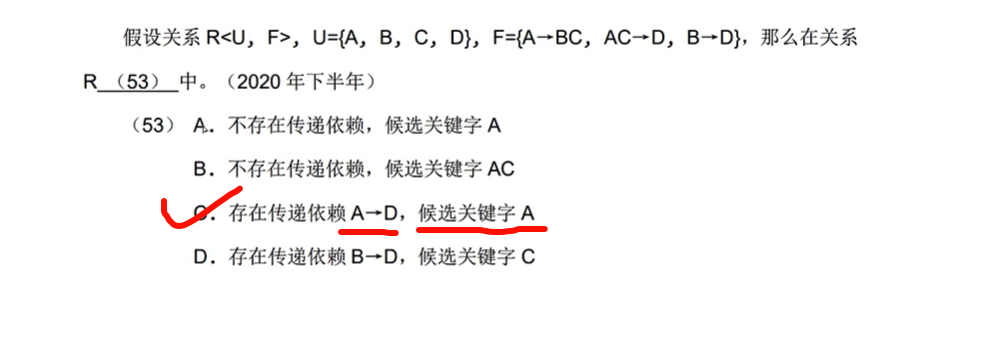 假设关系 R<U, F>, U={A, B, C, D}, F={A→BC, AC→D, B→D}, 那么在关系
R （53） 中。（2020 年下半年）
（53） A. 不存在传递依赖，候选关键字 A
B. 不存在传递依赖，候选关键字 AC
C. 存在传递依赖 A→D，候选关键字 A
D. 存在传递依赖 B→D，候选关键字 C